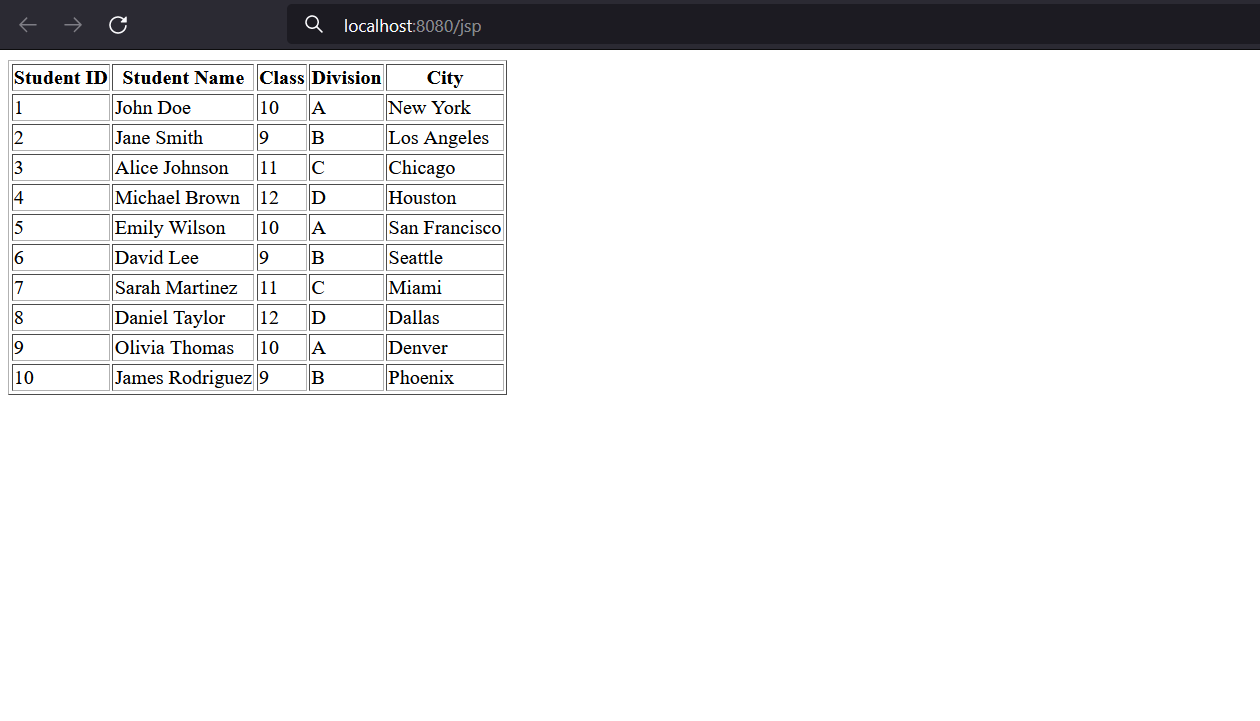 localhost:8080/jsp
Student ID Student Name Class Division City
1 John Doe 10 A New York
2 Jane Smith 9 B Los Angeles
3 Alice Johnson 11 C Chicago
4 Michael Brown 12 D Houston
5 Emily Wilson 10 A San Francisco
6 David Lee 9 B Seattle
7 Sarah Martinez 11 C Miami
8 Daniel Taylor 12 D Dallas
9 Olivia Thomas 10 A Denver
10 James Rodriguez 9 B Phoenix